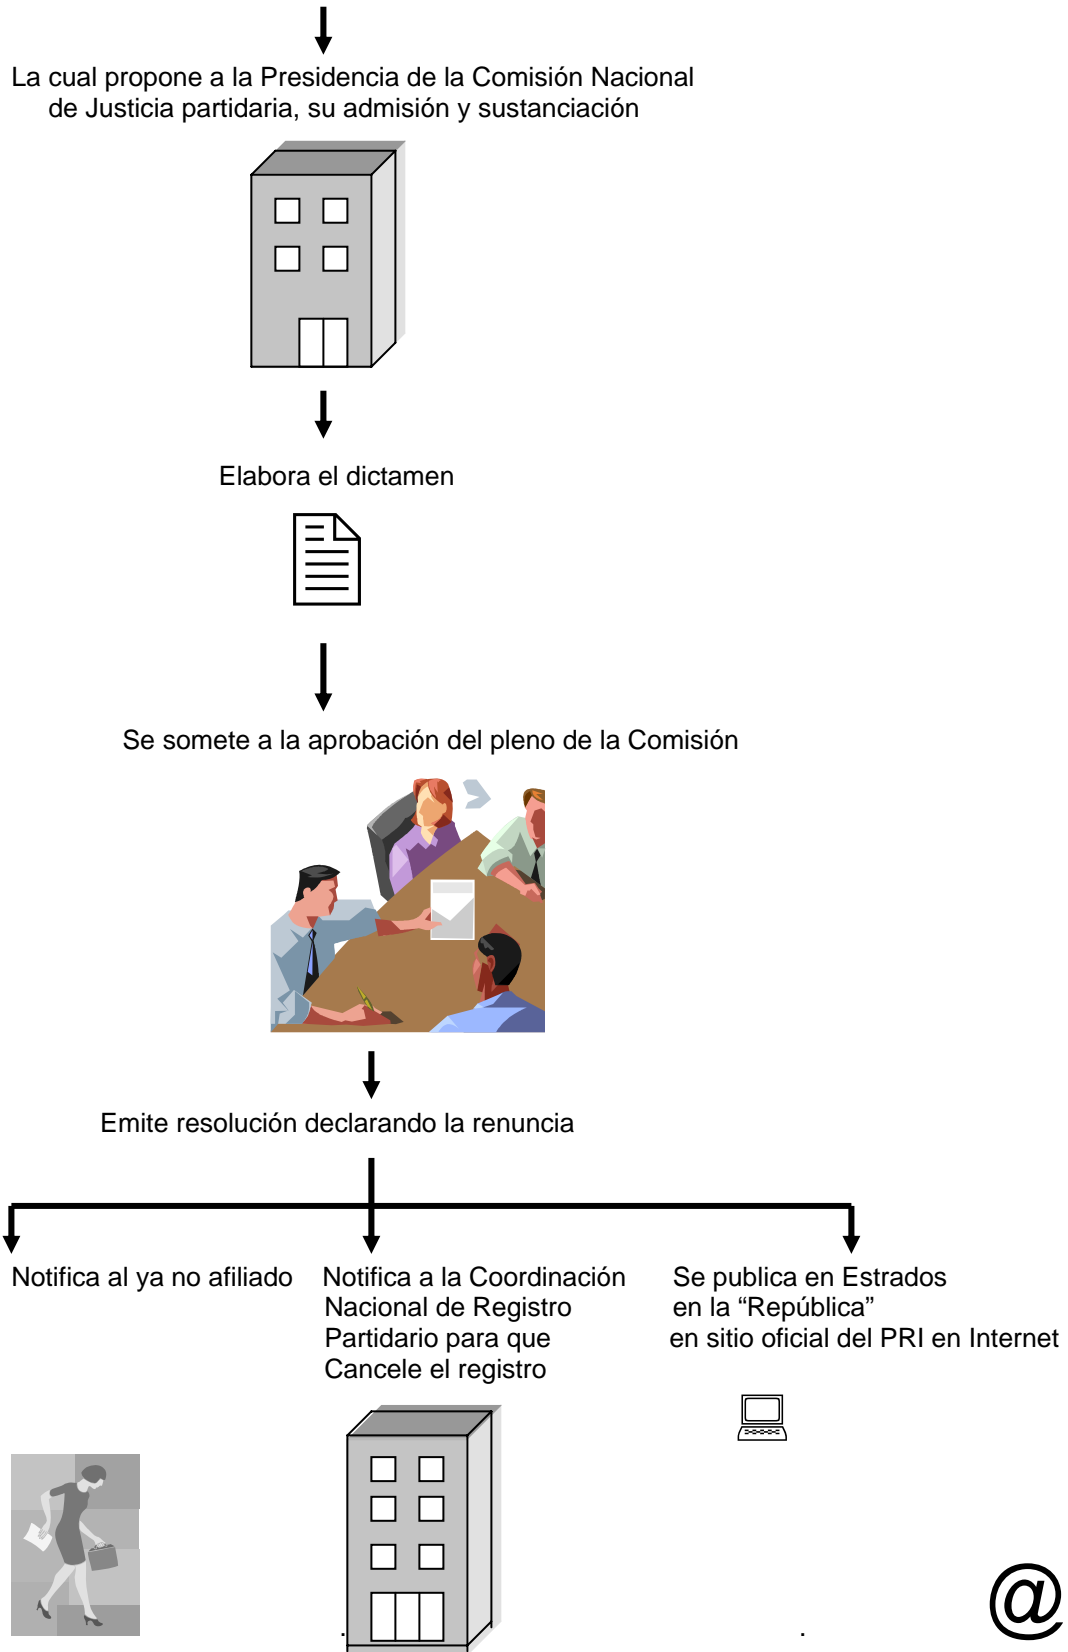 La cual propone a la Presidencia de la Comisión Nacional
de Justicia partidaria, su admisión y sustanciación
Elabora el dictamen
Se somete a la aprobación del pleno de la Comisión
Emite resolución declarando la renuncia
Notifica al ya no afiliado
Notifica a la Coordinación
Nacional de Registro
Partidario para que
Cancele el registro
Se publica en Estrados
en la “República”
en sitio oficial del PRI en Internet
.
.
@